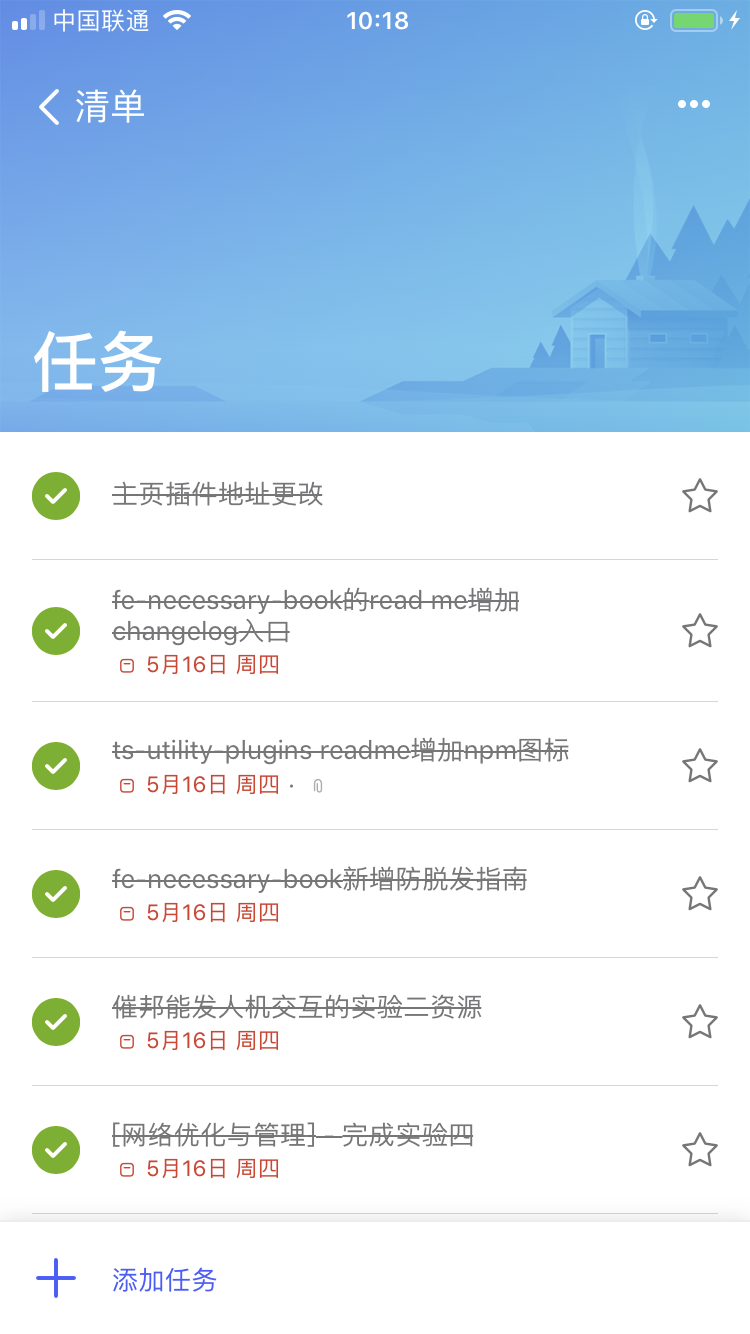 中国联通 10:18
清单
任务
主页插件地址更改
fe-necessary-book的read me增加
changelog入口
5月16日 周四
ts-utility-plugins readme增加npm图标
5月16日 周四 ·
fe-necessary-book新增防脱发指南
5月16日 周四
催邦能发人机交互的实验二资源
5月16日 周四
[网络优化与管理] – 完成实验四
5月16日 周四
添加任务